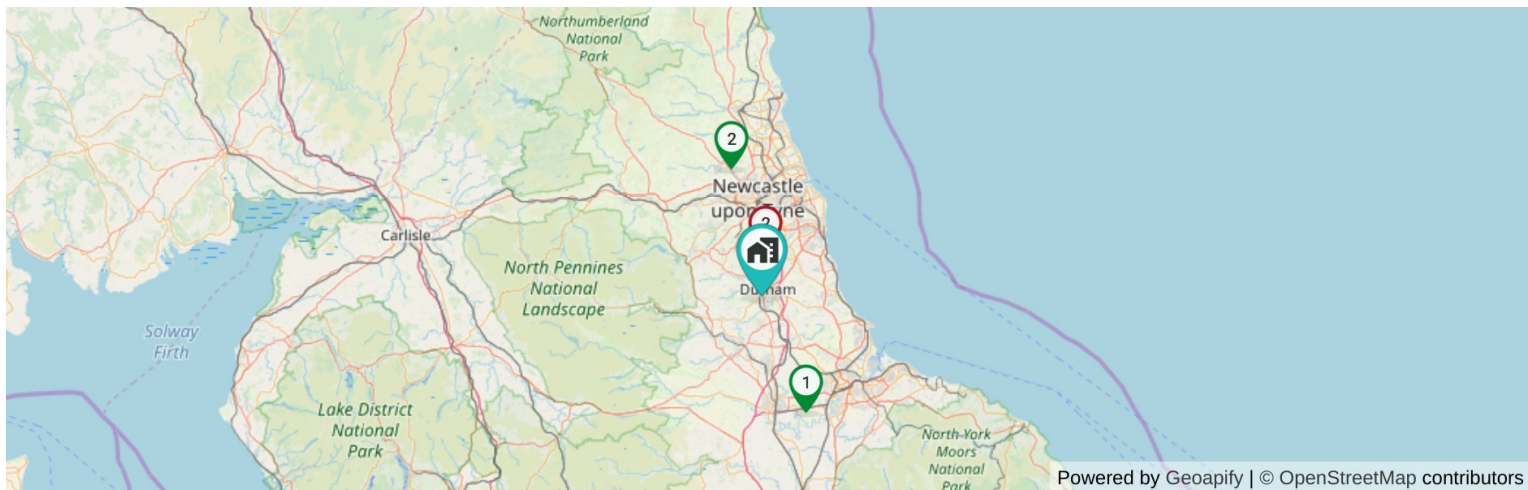 Northumberland
National
Park
2
Newcastle
upon Tyne
2
Carlisle
North Pennines
National
Landscape
Durham
Solway
Firth
1
Lake District
National
Park
North York
Moors
National
Park
Powered by Geoapify | © OpenStreetMap contributors